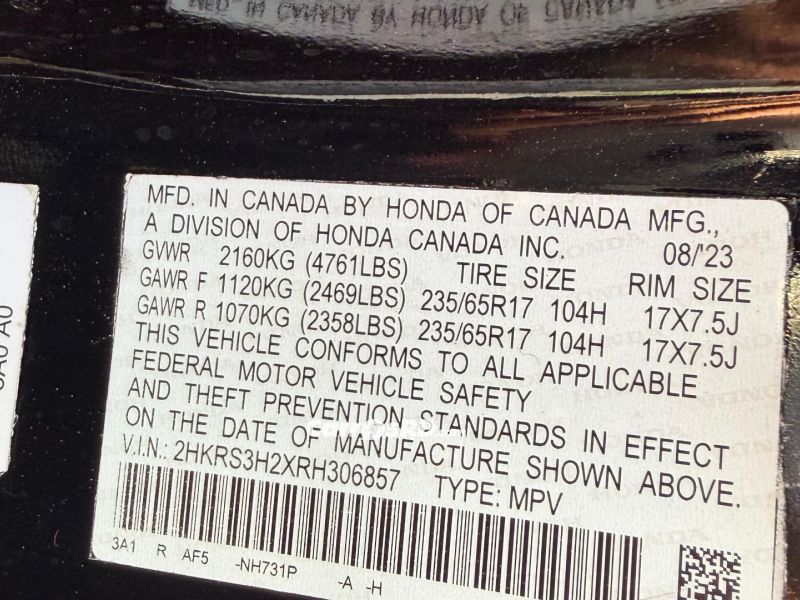 MFD. IN CANADA BY HONDA OF CANADA MFG.,
A DIVISION OF HONDA CANADA INC. 08/'23
GVWR 2160KG (4761LBS) TIRE SIZE RIM SIZE
GAWR F 1120KG (2469LBS) 235/65R17 104H 17X7.5J
GAWR R 1070KG (2358LBS) 235/65R17 104H 17X7.5J
THIS VEHICLE CONFORMS TO ALL APPLICABLE
FEDERAL MOTOR VEHICLE SAFETY
AND THEFT PREVENTION STANDARDS IN EFFECT
ON THE DATE OF MANUFACTURE SHOWN ABOVE.
V.I.N.: 2HKRS3H2XRH306857 TYPE: MPV
3A1 R AF5 -NH731P -A -H